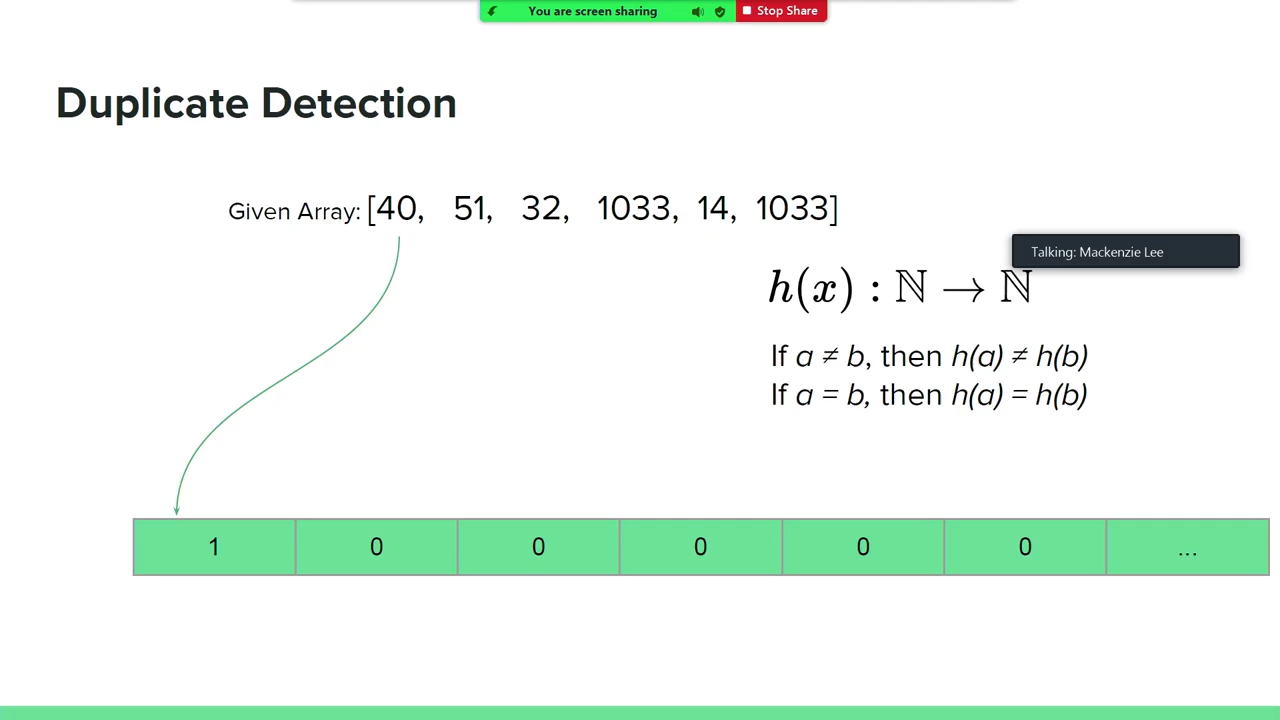 You are screen sharing Stop Share
Duplicate Detection
Given Array: [40, 51, 32, 1033, 14, 1033]
Talking: Mackenzie Lee
h(x) : ℕ → ℕ
If a ≠ b, then h(a) ≠ h(b)
If a = b, then h(a) = h(b)
1 0 0 0 0 0 ...